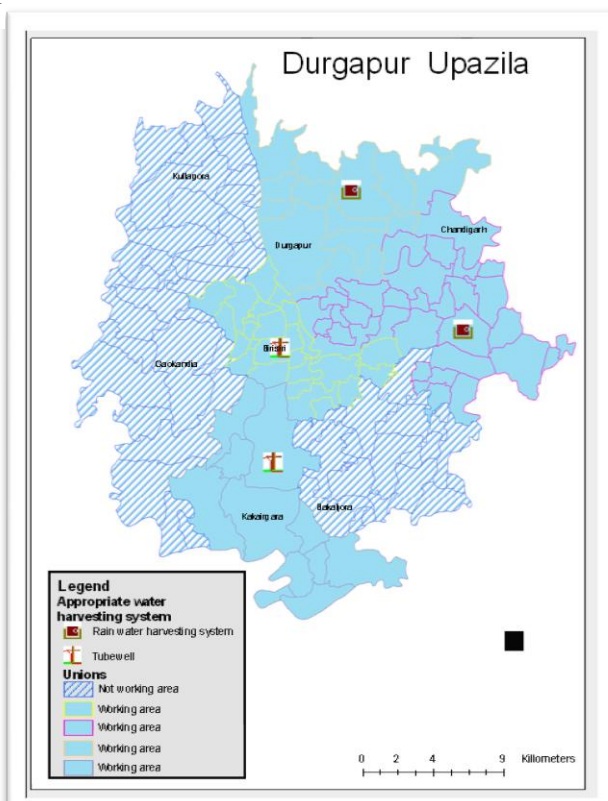 Durgapur Upazila
Kullagora
Chandigarh
Durgapur
Birisiri
Gaokandia
Bakaljora
Kakairgara
Legend
Appropriate water
harvesting system
Rain water harvesting system
Tubewell
Unions
Not working area
Working area
Working area
Working area
Working area
0 2 4 9 Killometers